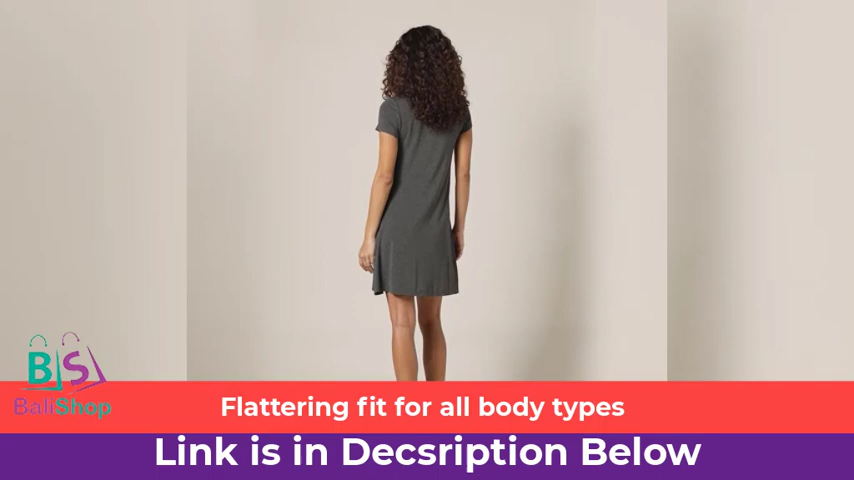 BS
BaliShop
Flattering fit for all body types
Link is in Decsription Below